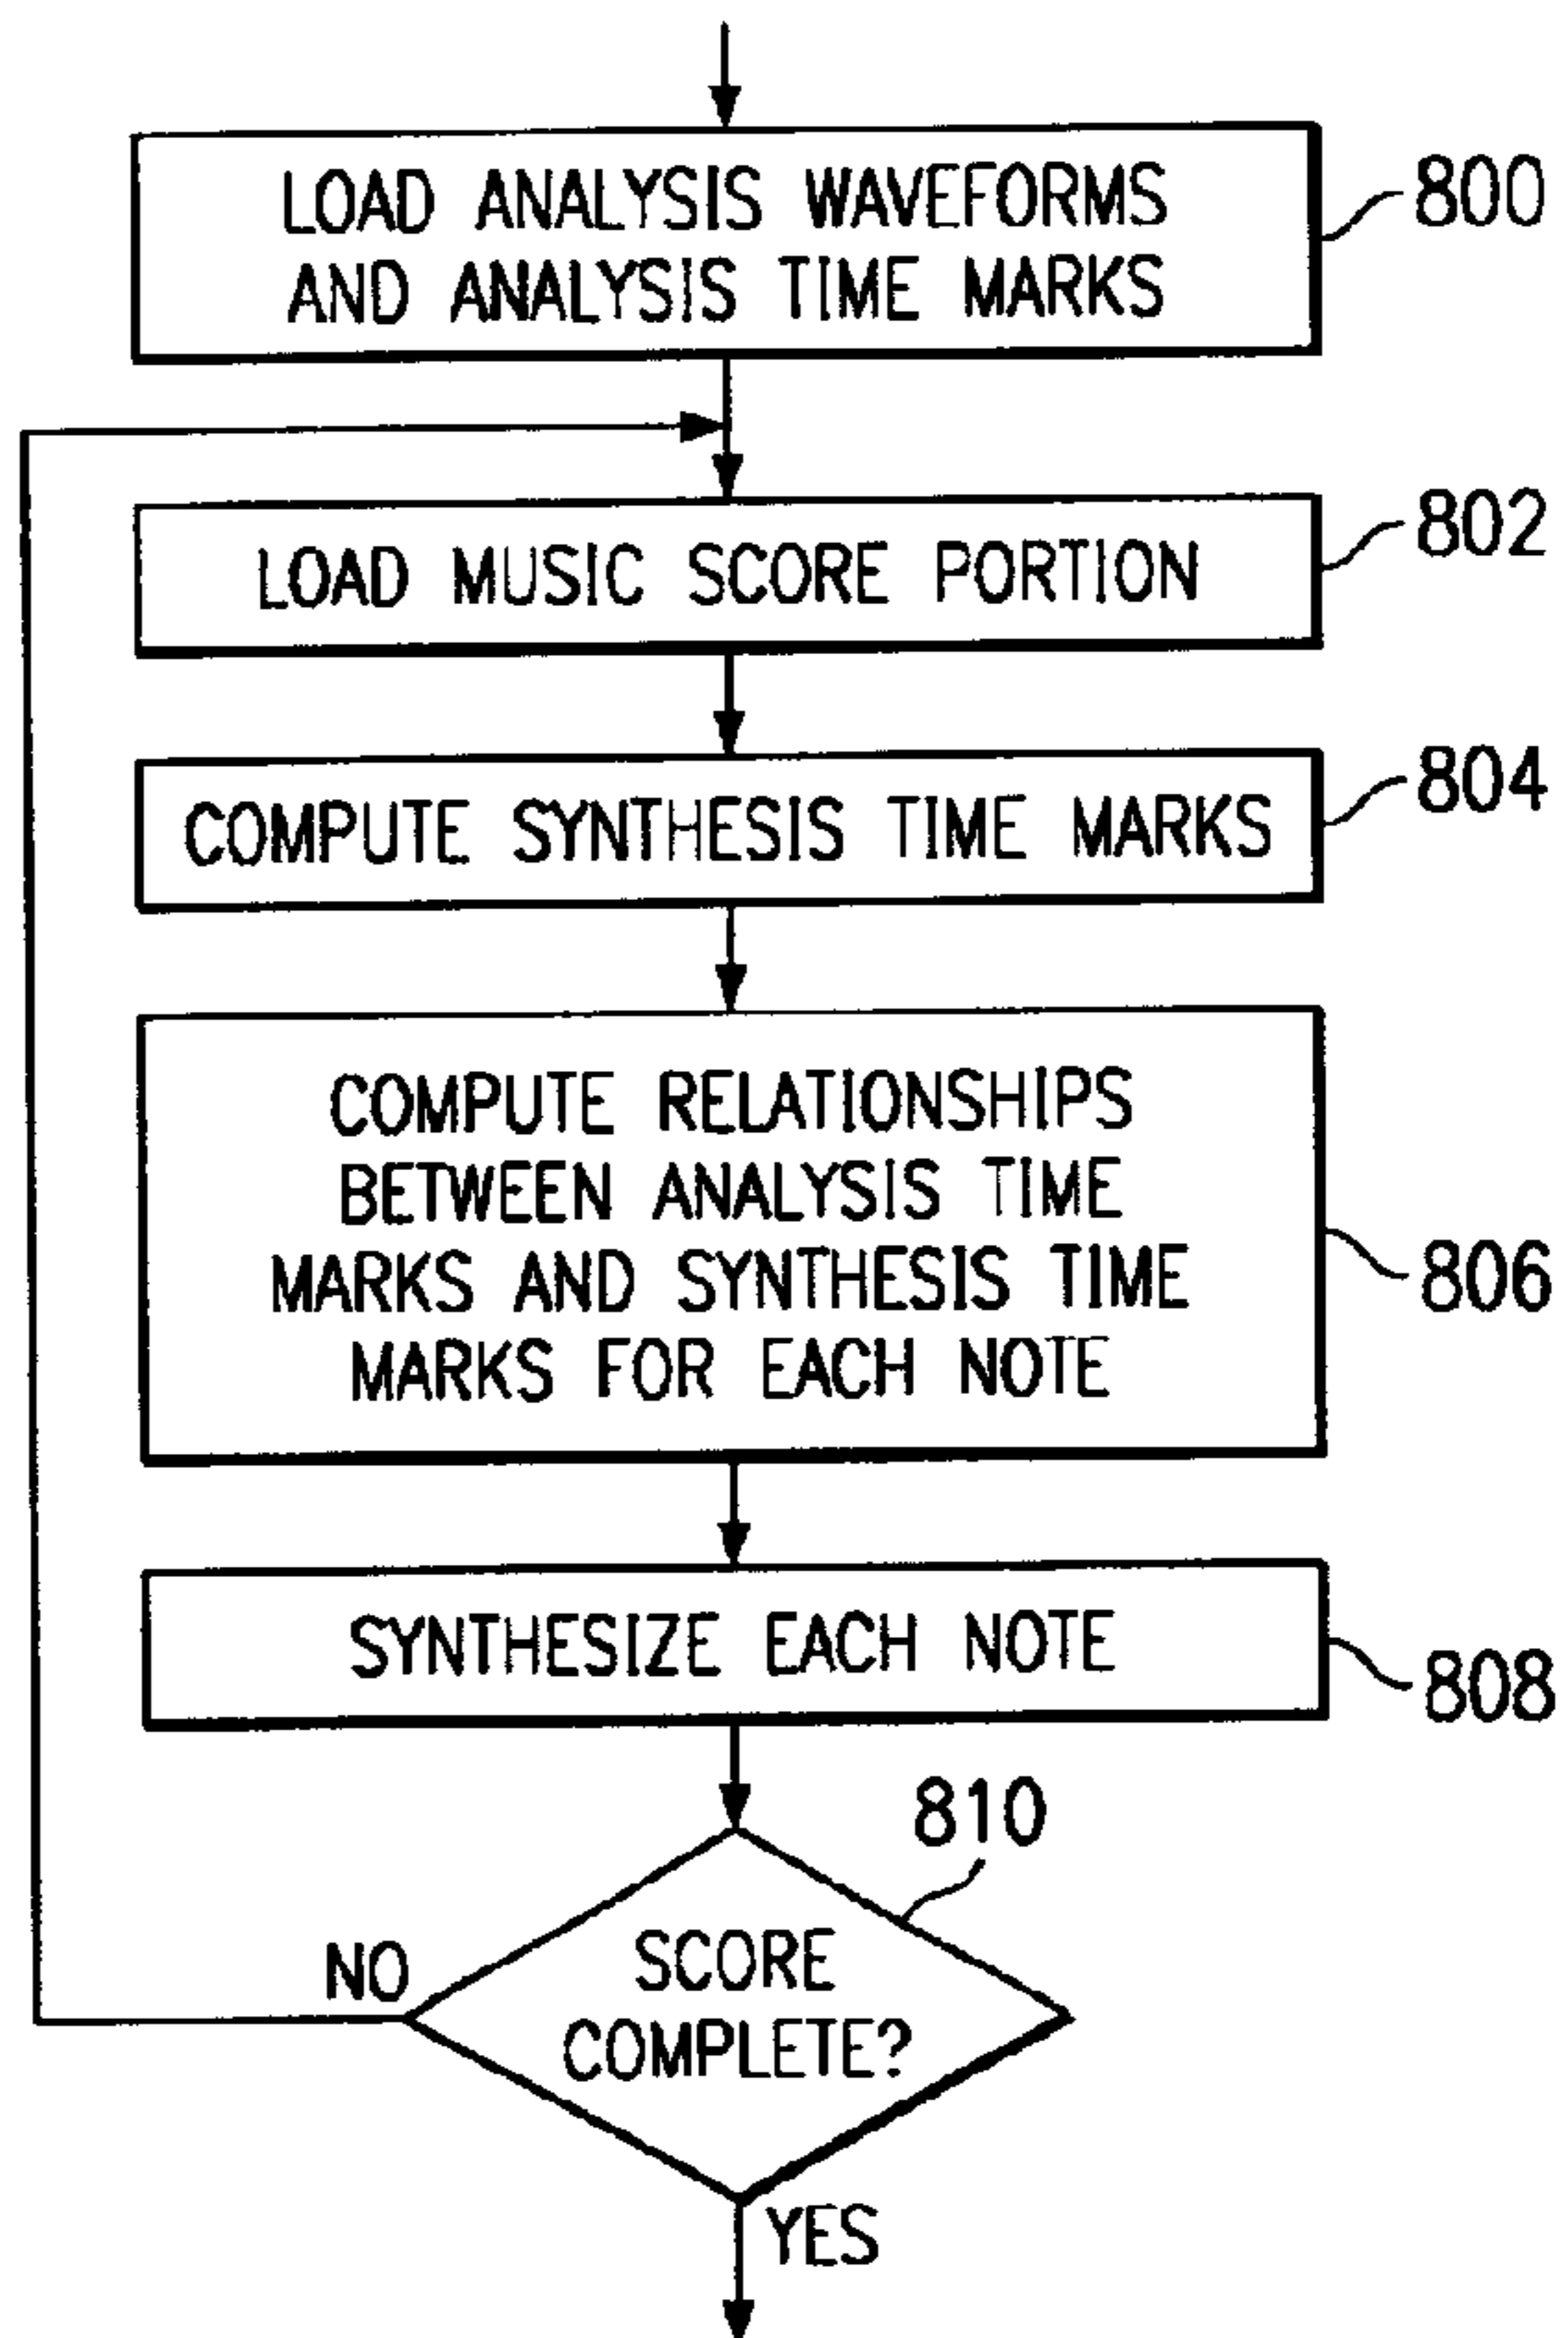 LOAD ANALYSIS WAVEFORMS
AND ANALYSIS TIME MARKS
800
LOAD MUSIC SCORE PORTION
802
COMPUTE SYNTHESIS TIME MARKS
804
COMPUTE RELATIONSHIPS
BETWEEN ANALYSIS TIME
MARKS AND SYNTHESIS TIME
MARKS FOR EACH NOTE
806
SYNTHESIZE EACH NOTE
808
810
SCORE
COMPLETE?
NO
YES